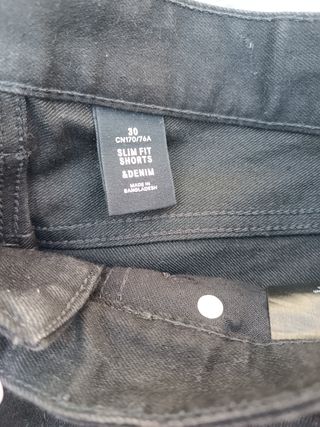 30
CN170/76A
SLIM FIT
SHORTS
&DENIM
MADE IN
BANGLADESH